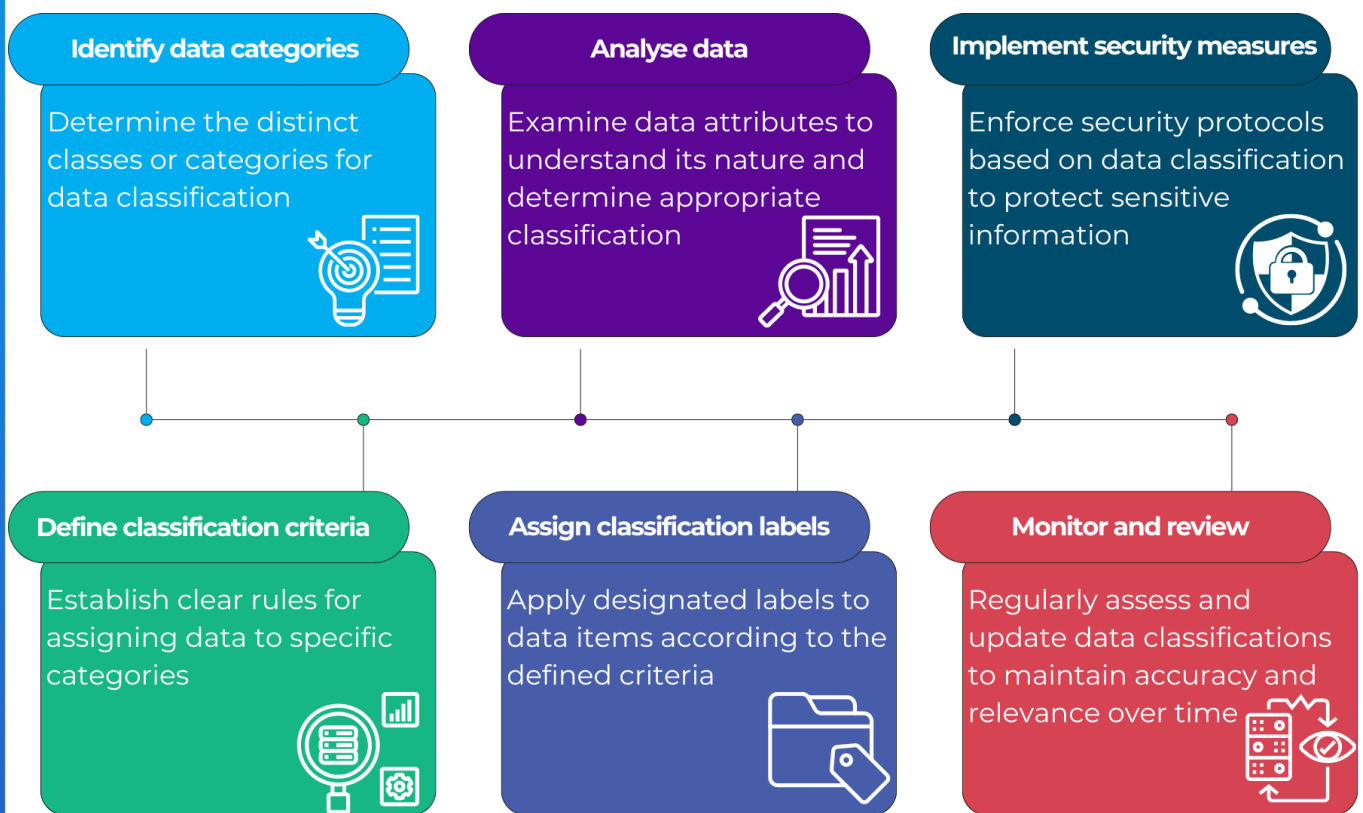 Identify data categories
Determine the distinct
classes or categories for
data classification
Analyse data
Examine data attributes to
understand its nature and
determine appropriate
classification
Implement security measures
Enforce security protocols
based on data classification
to protect sensitive
information
Define classification criteria
Establish clear rules for
assigning data to specific
categories
Assign classification labels
Apply designated labels to
data items according to the
defined criteria
Monitor and review
Regularly assess and
update data classifications
to maintain accuracy and
relevance over time